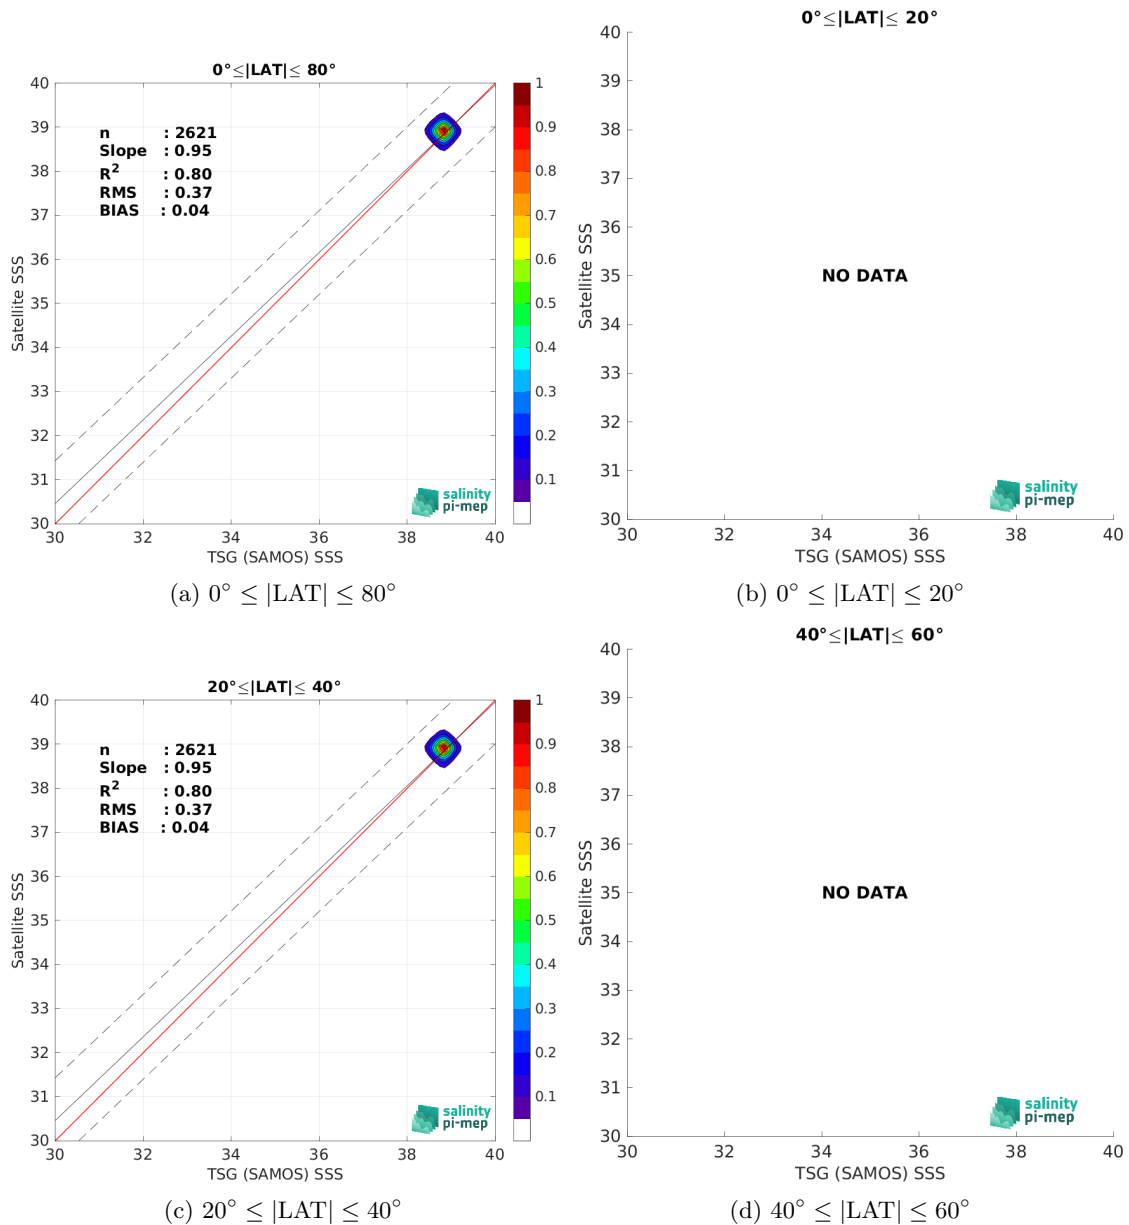 0°≤|LAT|≤ 80°
40
39
38
37
36
35
34
33
32
31
30
Satellite SSS
n : 2621
Slope : 0.95
R² : 0.80
RMS : 0.37
BIAS : 0.04
salinity
pi-mep
30 32 34 36 38 40
TSG (SAMOS) SSS
1
0.9
0.8
0.7
0.6
0.5
0.4
0.3
0.2
0.1
(a) 0° ≤ |LAT| ≤ 80°
0°≤|LAT|≤ 20°
40
39
38
37
36
35
34
33
32
31
30
Satellite SSS
NO DATA
salinity
pi-mep
30 32 34 36 38 40
TSG (SAMOS) SSS
(b) 0° ≤ |LAT| ≤ 20°
20°≤|LAT|≤ 40°
40
39
38
37
36
35
34
33
32
31
30
Satellite SSS
n : 2621
Slope : 0.95
R² : 0.80
RMS : 0.37
BIAS : 0.04
salinity
pi-mep
30 32 34 36 38 40
TSG (SAMOS) SSS
1
0.9
0.8
0.7
0.6
0.5
0.4
0.3
0.2
0.1
(c) 20° ≤ |LAT| ≤ 40°
40°≤|LAT|≤ 60°
40
39
38
37
36
35
34
33
32
31
30
Satellite SSS
NO DATA
salinity
pi-mep
30 32 34 36 38 40
TSG (SAMOS) SSS
(d) 40° ≤ |LAT| ≤ 60°